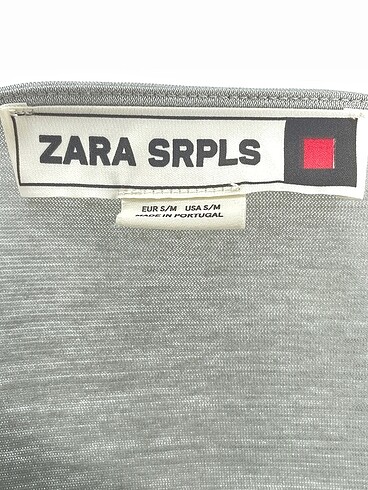 ZARA SRPLS
EUR S/M USA S/M
MADE IN PORTUGAL